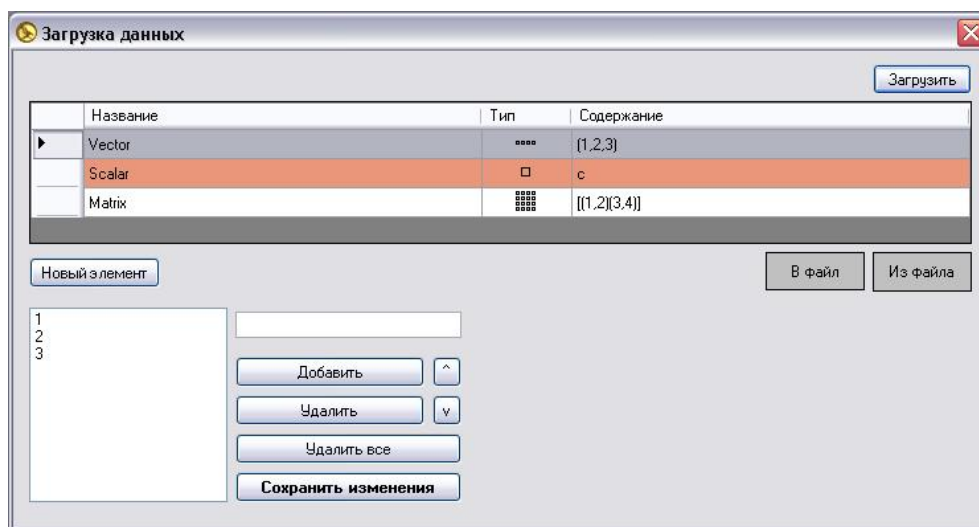 Загрузка данных
Загрузить
Название Тип Содержание
Vector (1,2,3)
Scalar c
Matrix [(1,2)(3,4)]
Новый элемент В файл Из файла
1
2
3
Добавить ^
Удалить v
Удалить все
Сохранить изменения